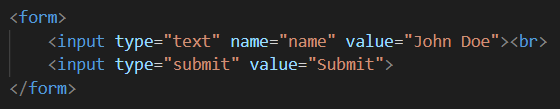 <form>
    <input type="text" name="name" value="John Doe"><br>
    <input type="submit" value="Submit">
</form>